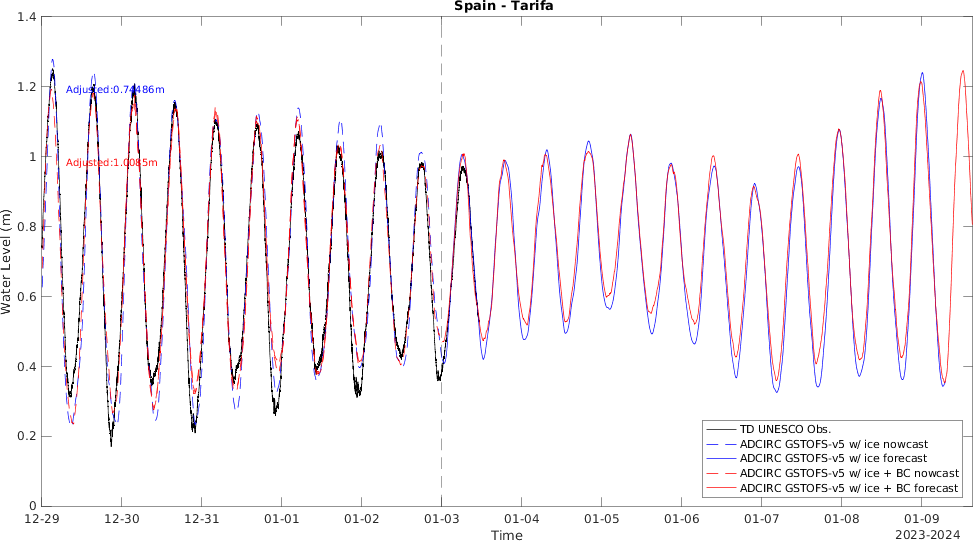 Spain - Tarifa
1.4
1.2
1
0.8
0.6
0.4
0.2
0
Water Level (m)
Adjusted:0.74486m
Adjusted:1.0085m
TD UNESCO Obs.
ADCIRC GSTOFS-v5 w/ ice nowcast
ADCIRC GSTOFS-v5 w/ ice forecast
ADCIRC GSTOFS-v5 w/ ice + BC nowcast
ADCIRC GSTOFS-v5 w/ ice + BC forecast
12-29 12-30 12-31 01-01 01-02 01-03 01-04 01-05 01-06 01-07 01-08 01-09
Time
2023-2024